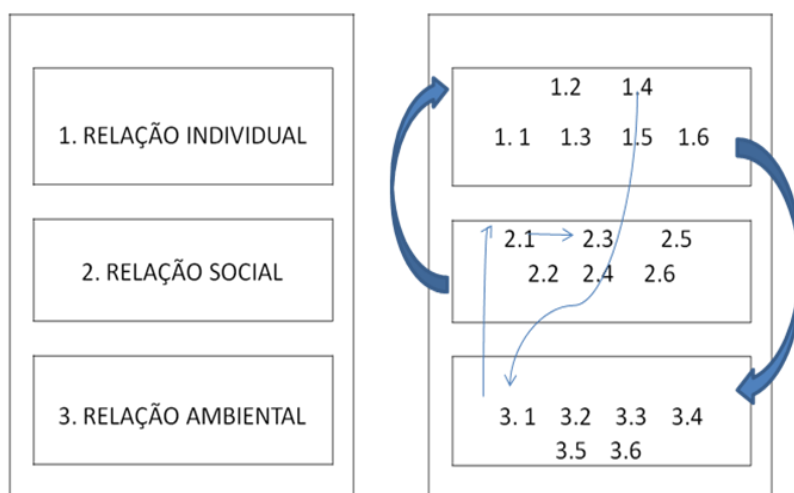 1. RELAÇÃO INDIVIDUAL
2. RELAÇÃO SOCIAL
3. RELAÇÃO AMBIENTAL
1.2 1.4
1. 1 1.3 1.5 1.6
2.1 2.3 2.5
2.2 2.4 2.6
3. 1 3.2 3.3 3.4
3.5 3.6